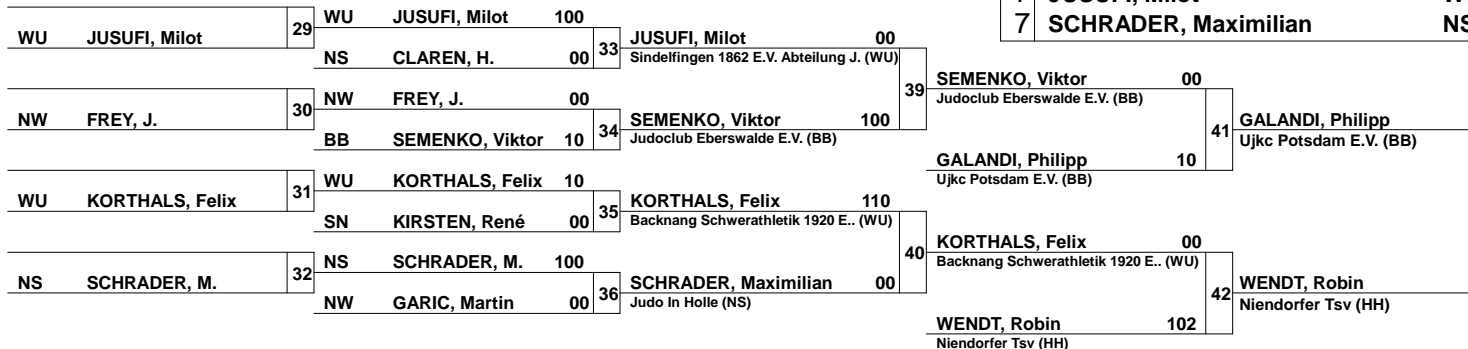 WU JUSUFI, Milot
29
WU JUSUFI, Milot 100
NS CLAREN, H. 00
33
JUSUFI, Milot 00
Sindelfingen 1862 E.V. Abteilung J. (WU)
7 SCHRADER, Maximilian
NW FREY, J.
30
NW FREY, J. 00
BB SEMENKO, Viktor 10
34
SEMENKO, Viktor 100
Judoclub Eberswalde E.V. (BB)
39
SEMENKO, Viktor 00
Judoclub Eberswalde E.V. (BB)
GALANDI, Philipp 10
Ujkc Potsdam E.V. (BB)
41
GALANDI, Philipp
Ujkc Potsdam E.V. (BB)
WU KORTHALS, Felix
31
WU KORTHALS, Felix 10
SN KIRSTEN, René 00
35
KORTHALS, Felix 110
Backnang Schwerathletik 1920 E.. (WU)
NS SCHRADER, M.
32
NS SCHRADER, M. 100
NW GARIC, Martin 00
36
SCHRADER, Maximilian 00
Judo In Holle (NS)
40
KORTHALS, Felix 00
Backnang Schwerathletik 1920 E.. (WU)
WENDT, Robin 102
Niendorfer Tsv (HH)
42
WENDT, Robin
Niendorfer Tsv (HH)